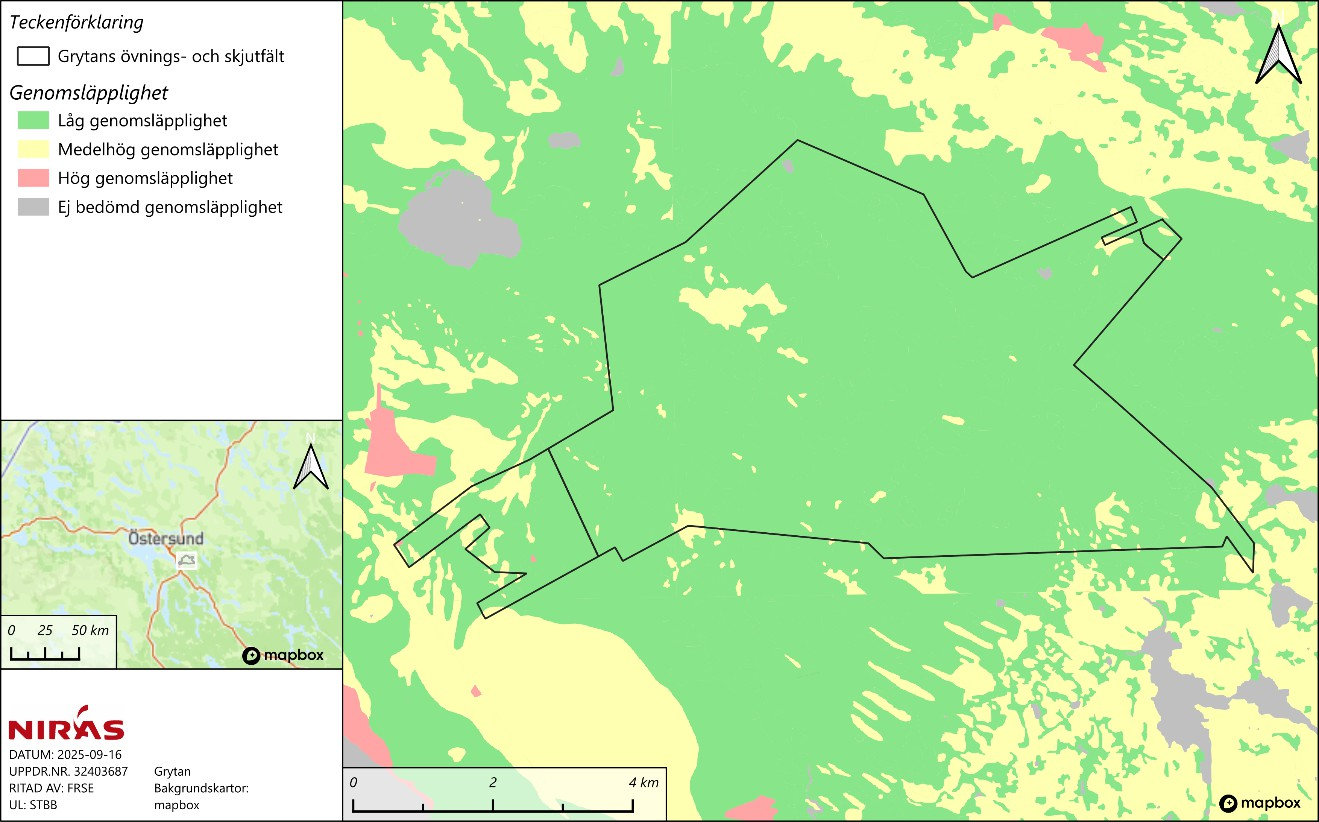 Teckenförklaring
Grytans övnings- och skjutfält
Genomsläpplighet
Låg genomsläpplighet
Medelhög genomsläpplighet
Hög genomsläpplighet
Ej bedömd genomsläpplighet
Östersund
0 25 50 km
mapbox
NIRAS
DATUM: 2025-09-16
UPPDR.NR. 32403687 Grytan
RITAD AV: FRSE Bakgrundskartor:
UL: STBB mapbox
0 2 4 km
mapbox